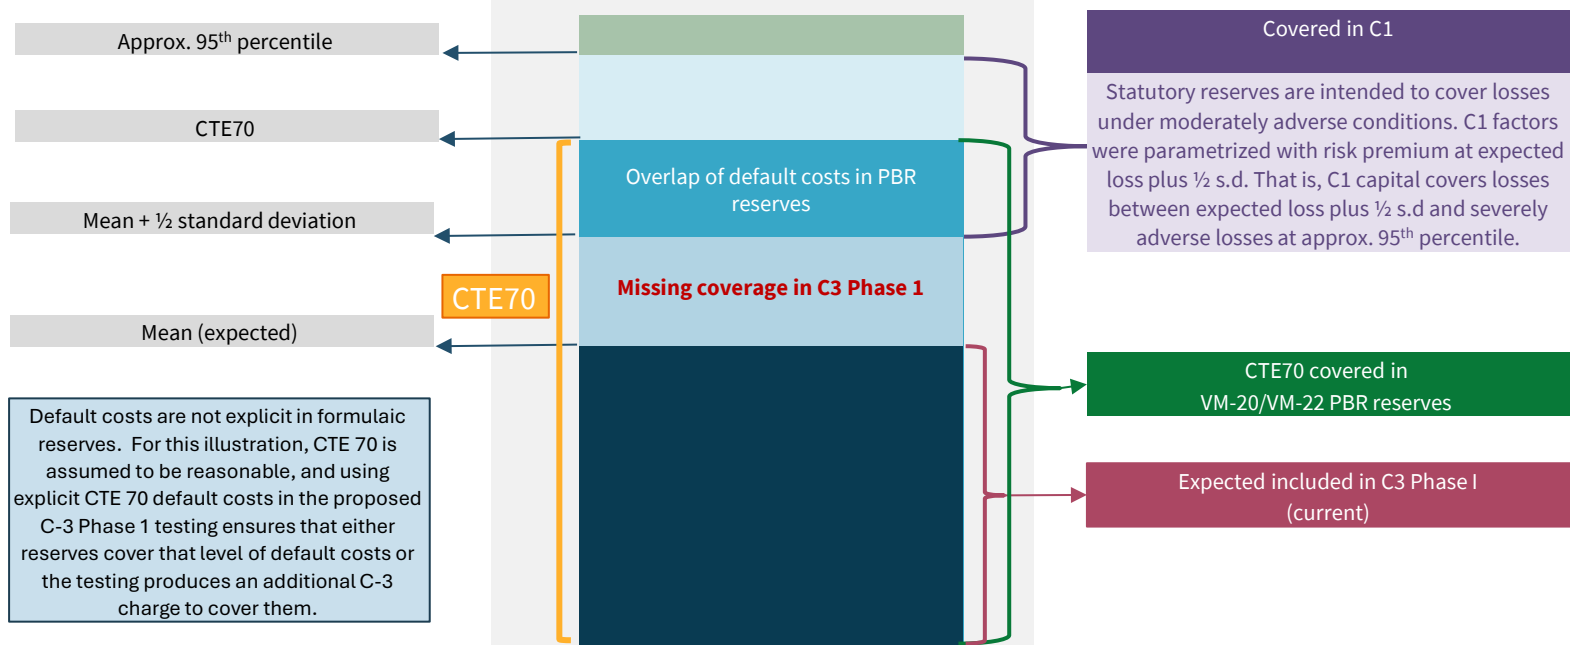 Approx. 95th percentile
CTE70
Mean + ½ standard deviation
CTE70
Mean (expected)
Default costs are not explicit in formulaic
reserves.  For this illustration, CTE 70 is
assumed to be reasonable, and using
explicit CTE 70 default costs in the proposed
C-3 Phase 1 testing ensures that either
reserves cover that level of default costs or
the testing produces an additional C-3
charge to cover them.
Overlap of default costs in PBR
reserves
Missing coverage in C3 Phase 1
Covered in C1
Statutory reserves are intended to cover losses
under moderately adverse conditions. C1 factors
were parametrized with risk premium at expected
loss plus ½ s.d. That is, C1 capital covers losses
between expected loss plus ½ s.d and severely
adverse losses at approx. 95th percentile.
CTE70 covered in
VM-20/VM-22 PBR reserves
Expected included in C3 Phase I
(current)